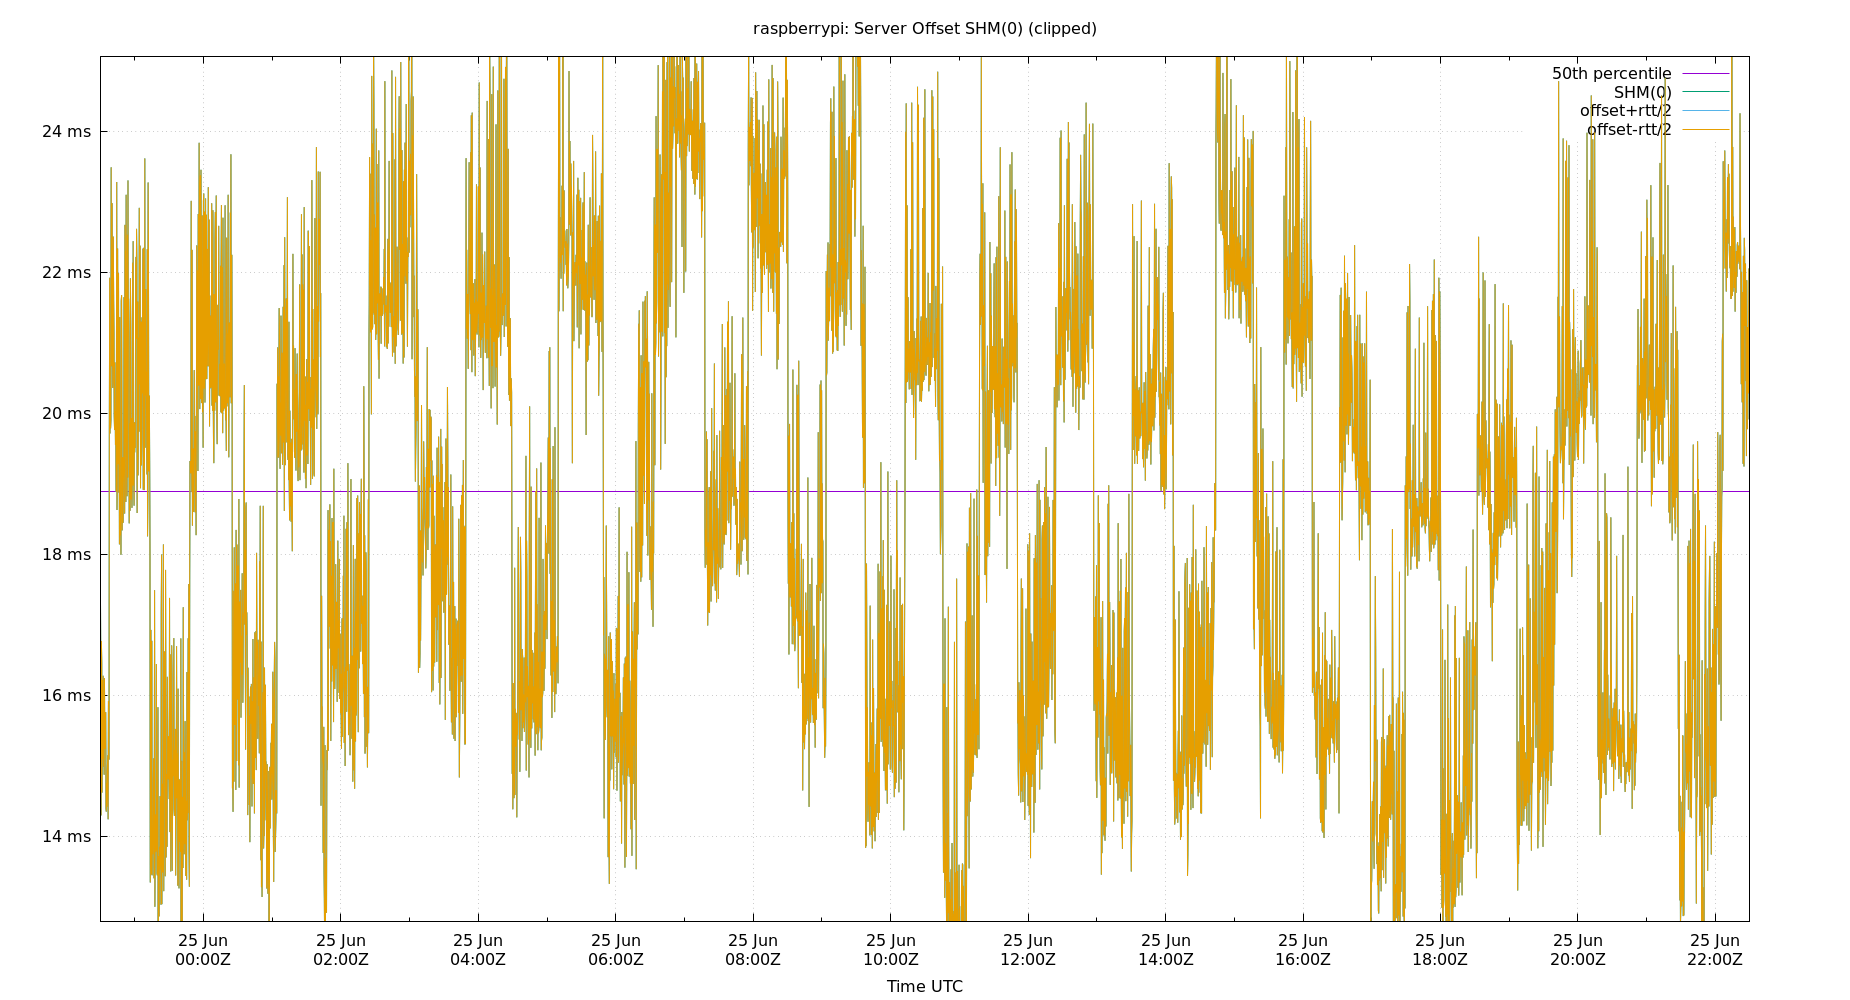 raspberrypi: Server Offset SHM(0) (clipped)
50th percentile
SHM(0)
offset+rtt/2
offset-rtt/2
24 ms
22 ms
20 ms
18 ms
16 ms
14 ms
25 Jun 25 Jun 25 Jun 25 Jun 25 Jun 25 Jun 25 Jun 25 Jun 25 Jun 25 Jun 25 Jun 25 Jun
00:00Z 02:00Z 04:00Z 06:00Z 08:00Z 10:00Z 12:00Z 14:00Z 16:00Z 18:00Z 20:00Z 22:00Z
Time UTC